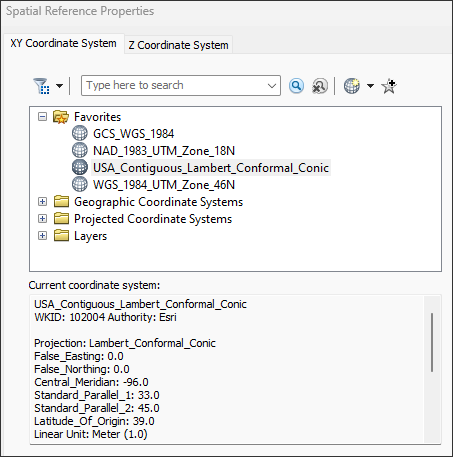 Spatial Reference Properties
XY Coordinate System Z Coordinate System
Type here to search
Favorites
GCS_WGS_1984
NAD_1983_UTM_Zone_18N
USA_Contiguous_Lambert_Conformal_Conic
WGS_1984_UTM_Zone_46N
Geographic Coordinate Systems
Projected Coordinate Systems
Layers
Current coordinate system:
USA_Contiguous_Lambert_Conformal_Conic
WKID: 102004 Authority: Esri
Projection: Lambert_Conformal_Conic
False_Easting: 0.0
False_Northing: 0.0
Central_Meridian: -96.0
Standard_Parallel_1: 33.0
Standard_Parallel_2: 45.0
Latitude_Of_Origin: 39.0
Linear Unit: Meter (1.0)